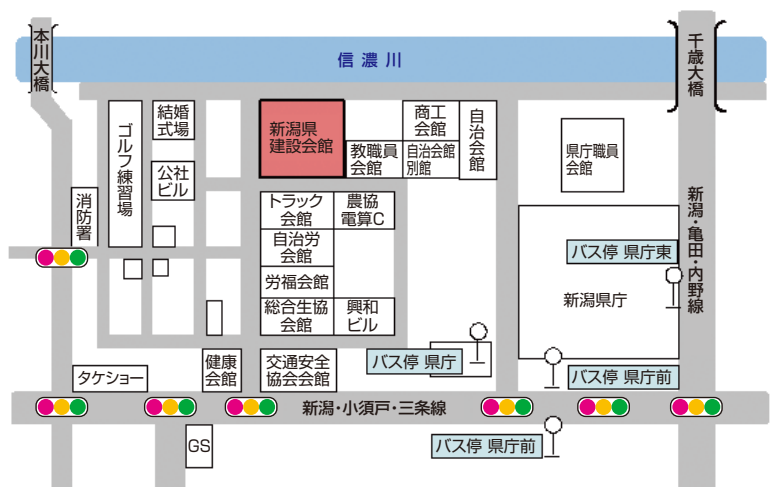 本川大橋
信濃川
千歳大橋
ゴルフ練習場
結婚
式場
新潟県
建設会館
商工
会館
自治会館
教職員
会館
自治会館
別館
県庁職員
会館
公社
ビル
消防署
トラック
会館
農協
電算C
自治労
会館
労福会館
総合生協
会館
興和
ビル
新潟・亀田・内野線
バス停 県庁東
新潟県庁
健康
会館
交通安全
協会会館
バス停 県庁
タケショー
バス停 県庁前
新潟・小須戸・三条線
GS
バス停 県庁前